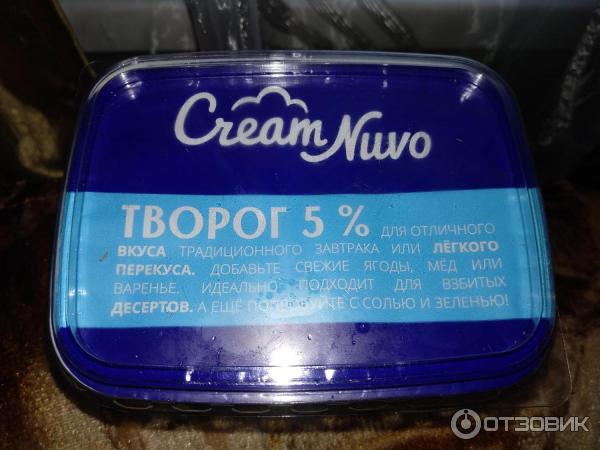 Cream Nuvo
ТВОРОГ 5 % ДЛЯ ОТЛИЧНОГО
ВКУСА ТРАДИЦИОННОГО ЗАВТРАКА ИЛИ ЛЁГКОГО
ПЕРЕКУСА. ДОБАВЬТЕ СВЕЖИЕ ЯГОДЫ, МЁД ИЛИ
ВАРЕНЬЕ. ИДЕАЛЬНО ПОДХОДИТ ДЛЯ ВЗБИТЫХ
ДЕСЕРТОВ. А ЕЩЁ ПОПРОБУЙТЕ С СОЛЬЮ И ЗЕЛЕНЬЮ!
ОТЗОВИК